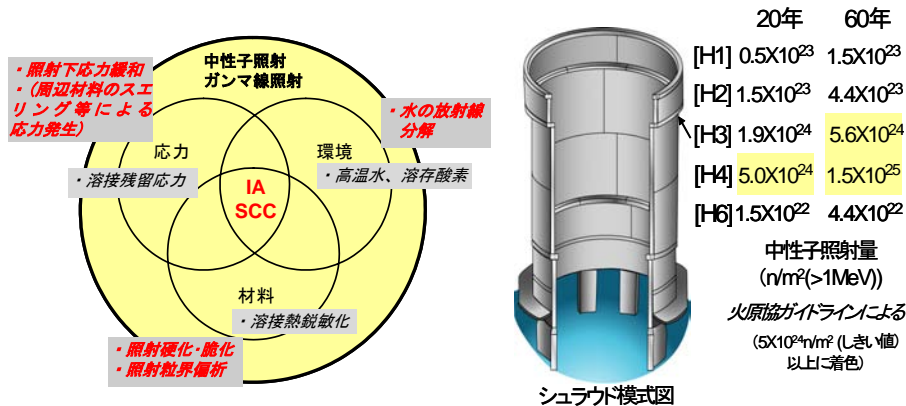 中性子照射
ガンマ線照射
・照射下応力緩和
・(周辺材料のスエ
リング等による
応力発生)
・水の放射線
分解
応力
・溶接残留応力
環境
・高温水、溶存酸素
IA
SCC
材料
・溶接熱鋭敏化
・照射硬化・脆化
・照射粒界偏析
20年 60年
[H1] 0.5X10²³ 1.5X10²³
[H2] 1.5X10²³ 4.4X10²³
[H3] 1.9X10²⁴ 5.6X10²⁴
[H4] 5.0X10²⁴ 1.5X10²⁵
[H6] 1.5X10²² 4.4X10²²
中性子照射量
(n/m²(>1MeV))
火原協ガイドラインによる
(5X10²⁴n/m² (しきい値)
以上に着色)
シュラウド模式図